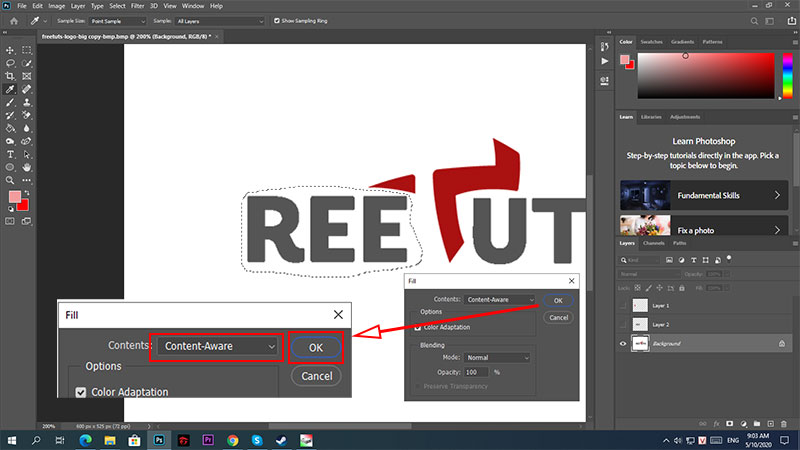 File Edit Image Layer Type Select Filter 3D View Window Help
Sample Size: Point Sample Sample: All Layers Show Sampling Ring
freetuts-logo-big copy-bmp.bmp @ 200% (Background, RGB/8) *
Color Swatches Gradients Patterns
Learn Libraries Adjustments
Learn Photoshop
Step-by-step tutorials directly in the app. Pick a
topic below to begin.
Fundamental Skills
Fix a photo
REE UT
Layers Channels Paths
Kind
Normal Opacity: 100%
Lock: Fill: 100%
Layer 1
Layer 2
Background
Fill
Contents: Content-Aware OK
Options Cancel
Color Adaptation
Blending
Mode: Normal
Opacity: 100 %
Preserve Transparency
Fill
Contents: Content-Aware OK
Options Cancel
Color Adaptation
200% 600 px x 525 px (72 ppi)
Ps Pr ENG 9:03 AM
5/10/2020